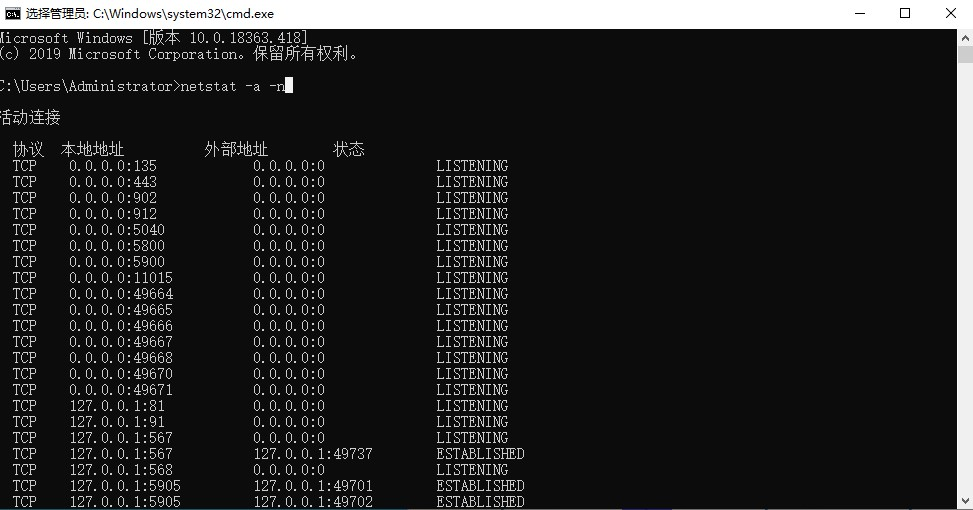 选择管理员: C:\Windows\system32\cmd.exe
Microsoft Windows [版本 10.0.18363.418]
(c) 2019 Microsoft Corporation。保留所有权利。
C:\Users\Administrator>netstat -a -n
活动连接
协议 本地地址 外部地址 状态
TCP 0.0.0.0:135 0.0.0.0:0 LISTENING
TCP 0.0.0.0:443 0.0.0.0:0 LISTENING
TCP 0.0.0.0:902 0.0.0.0:0 LISTENING
TCP 0.0.0.0:912 0.0.0.0:0 LISTENING
TCP 0.0.0.0:5040 0.0.0.0:0 LISTENING
TCP 0.0.0.0:5800 0.0.0.0:0 LISTENING
TCP 0.0.0.0:5900 0.0.0.0:0 LISTENING
TCP 0.0.0.0:11015 0.0.0.0:0 LISTENING
TCP 0.0.0.0:49664 0.0.0.0:0 LISTENING
TCP 0.0.0.0:49665 0.0.0.0:0 LISTENING
TCP 0.0.0.0:49666 0.0.0.0:0 LISTENING
TCP 0.0.0.0:49667 0.0.0.0:0 LISTENING
TCP 0.0.0.0:49668 0.0.0.0:0 LISTENING
TCP 0.0.0.0:49670 0.0.0.0:0 LISTENING
TCP 0.0.0.0:49671 0.0.0.0:0 LISTENING
TCP 127.0.0.1:81 0.0.0.0:0 LISTENING
TCP 127.0.0.1:91 0.0.0.0:0 LISTENING
TCP 127.0.0.1:567 0.0.0.0:0 LISTENING
TCP 127.0.0.1:567 127.0.0.1:49737 ESTABLISHED
TCP 127.0.0.1:568 0.0.0.0:0 LISTENING
TCP 127.0.0.1:5905 127.0.0.1:49701 ESTABLISHED
TCP 127.0.0.1:5905 127.0.0.1:49702 ESTABLISHED